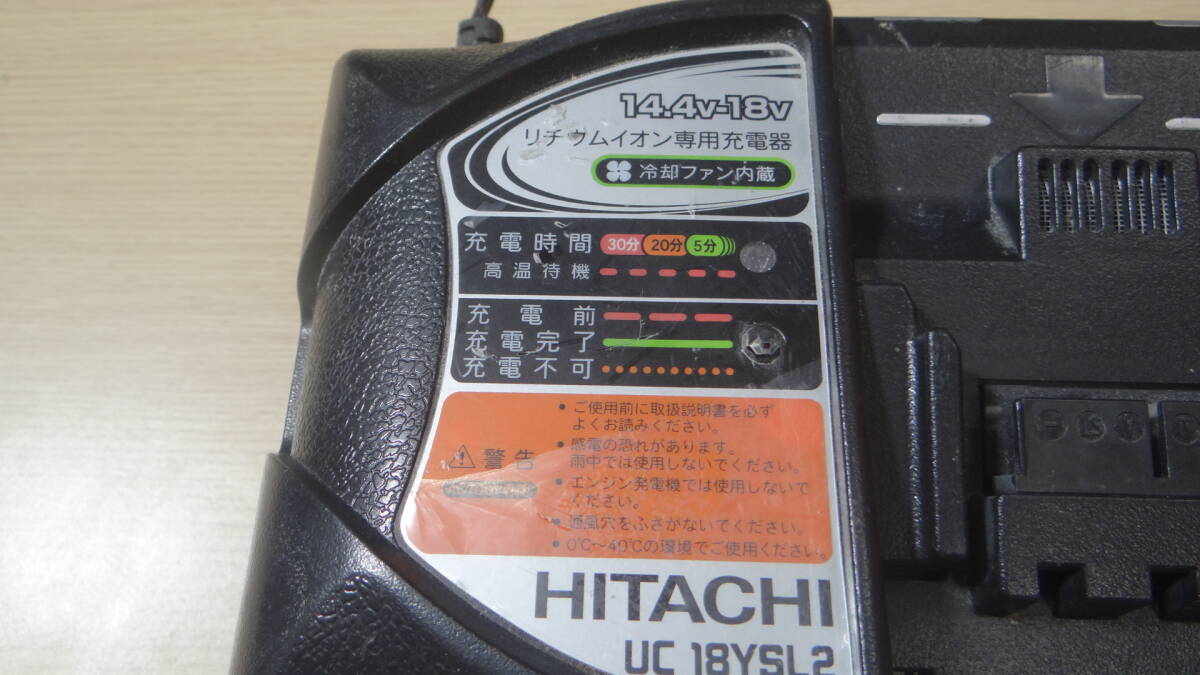 14.4v-18v
リチウムイオン専用充電器
冷却ファン内蔵
充電時間 30分 20分 5分
高温待機
充電前
充電完了
充電不可
警告
• ご使用前に取扱説明書を必ず
よくお読みください。
• 感電の恐れがあります。
雨中では使用しないでください。
• エンジン発電機では使用しないで
ください。
• 通風穴をふさがないでください。
• 0℃〜40℃の環境でご使用ください。
HITACHI
UC 18YSL2